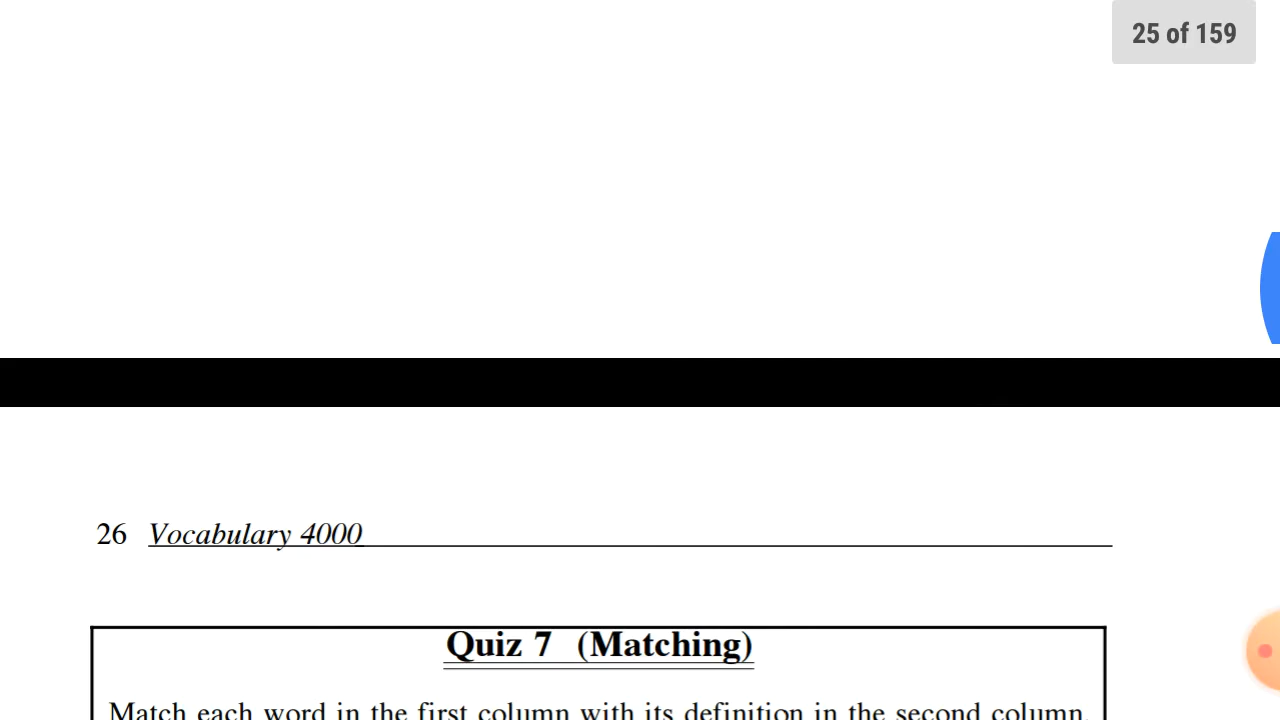 25 of 159
26 Vocabulary 4000
Quiz 7 (Matching)
Match each word in the first column with its definition in the second column.